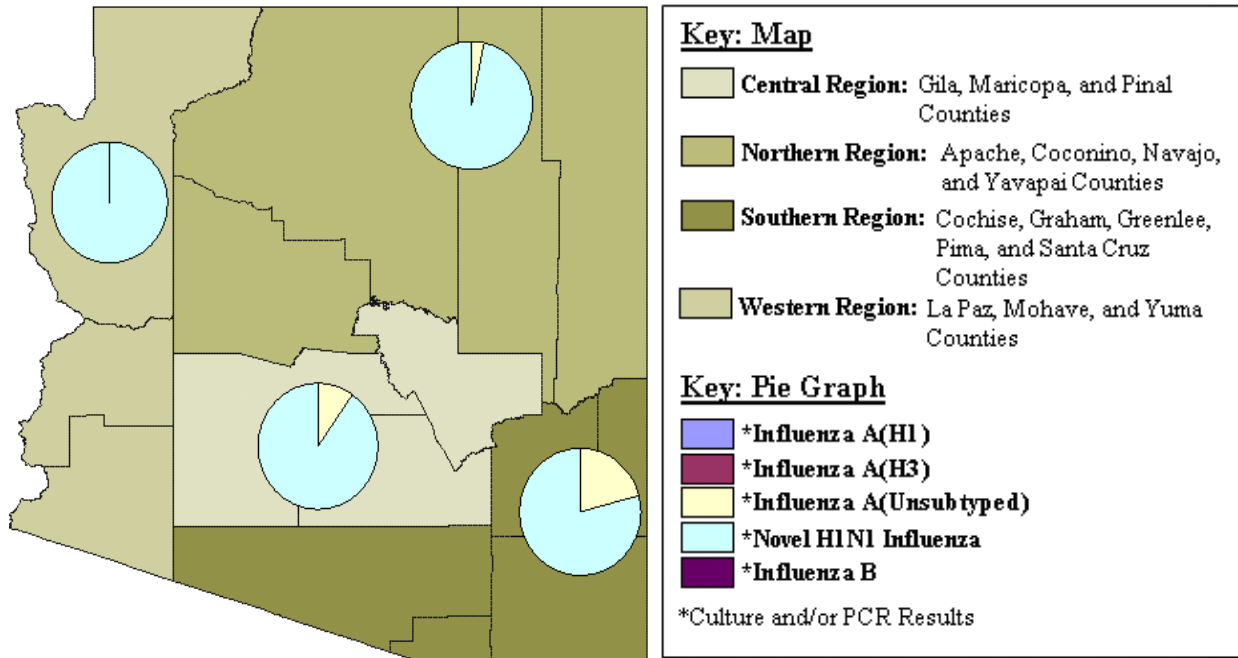 Key: Map
Central Region: Gila, Maricopa, and Pinal
Counties
Northern Region: Apache, Coconino, Navajo,
and Yavapai Counties
Southern Region: Cochise, Graham, Greenlee,
Pima, and Santa Cruz
Counties
Western Region: La Paz, Mohave, and Yuma
Counties
Key: Pie Graph
*Influenza A(H1)
*Influenza A(H3)
*Influenza A(Unsubtyped)
*Novel H1N1 Influenza
*Influenza B
*Culture and/or PCR Results